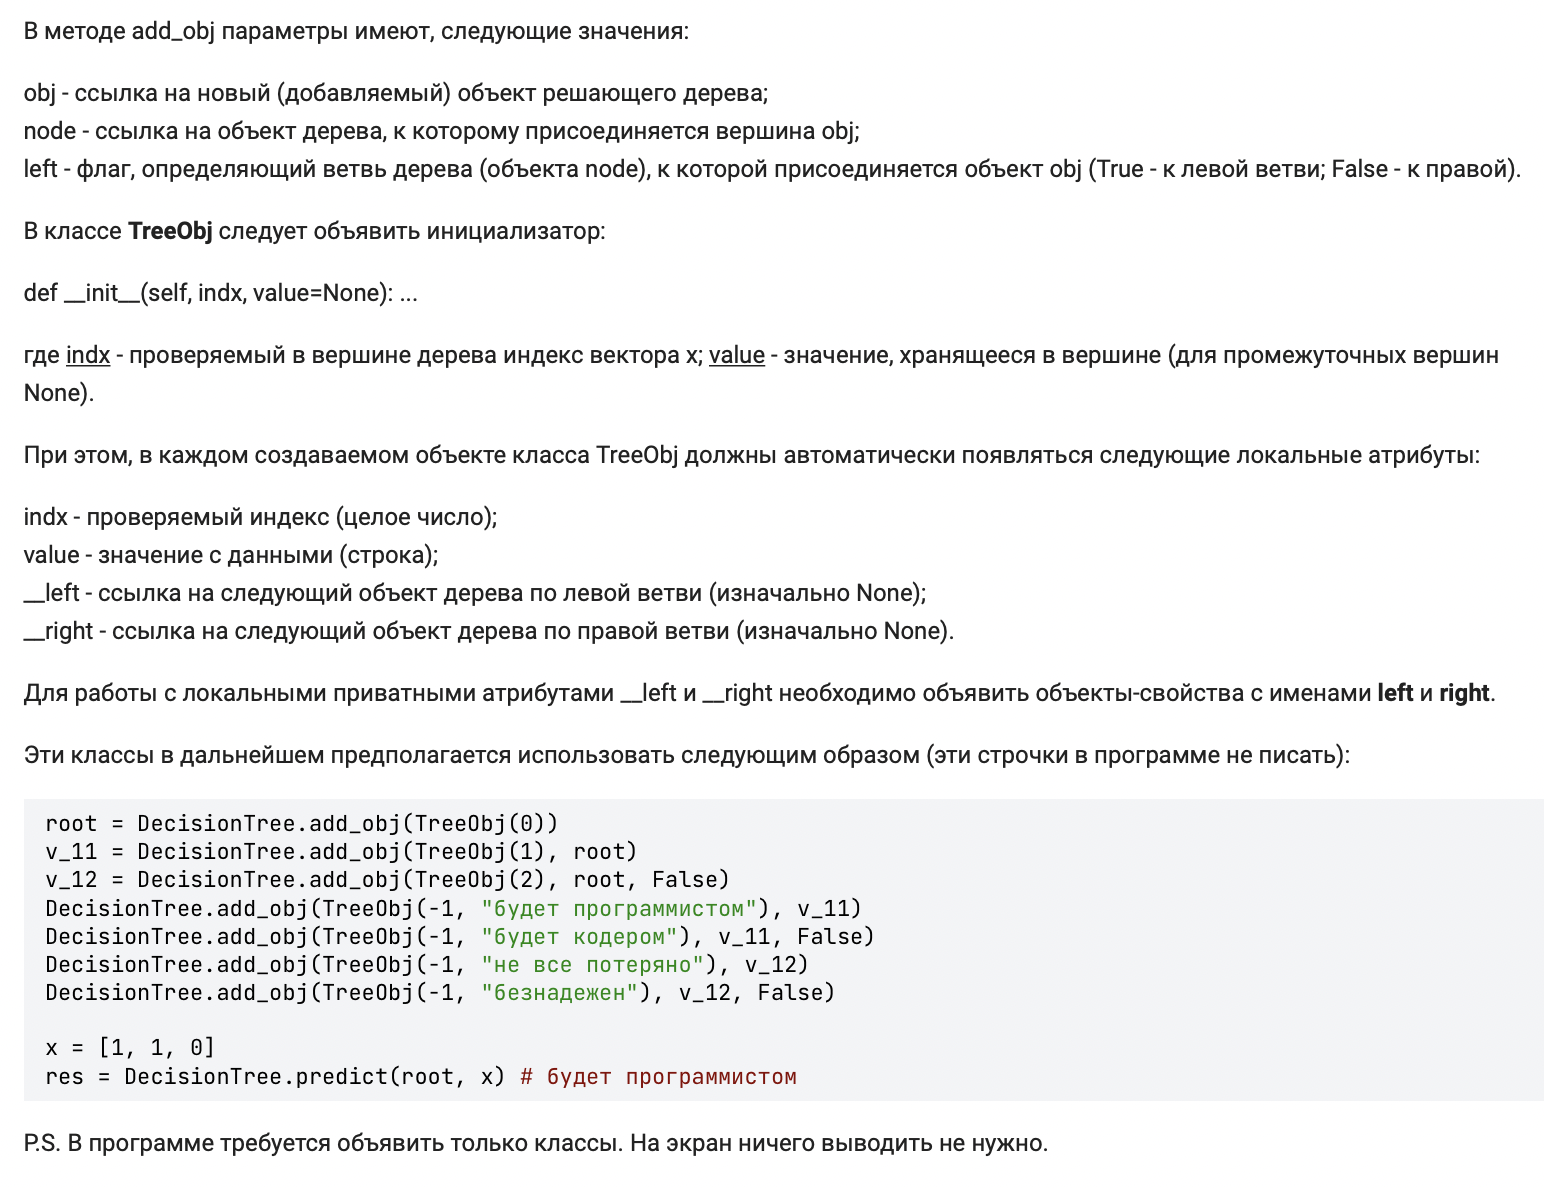 В методе add_obj параметры имеют, следующие значения:
obj - ссылка на новый (добавляемый) объект решающего дерева;
node - ссылка на объект дерева, к которому присоединяется вершина obj;
left - флаг, определяющий ветвь дерева (объекта node), к которой присоединяется объект obj (True - к левой ветви; False - к правой).
В классе TreeObj следует объявить инициализатор:
def __init__(self, indx, value=None): ...
где indx - проверяемый в вершине дерева индекс вектора x; value - значение, хранящееся в вершине (для промежуточных вершин
None).
При этом, в каждом создаваемом объекте класса TreeObj должны автоматически появляться следующие локальные атрибуты:
indx - проверяемый индекс (целое число);
value - значение с данными (строка);
__left - ссылка на следующий объект дерева по левой ветви (изначально None);
__right - ссылка на следующий объект дерева по правой ветви (изначально None).
Для работы с локальными приватными атрибутами __left и __right необходимо объявить объекты-свойства с именами left и right.
Эти классы в дальнейшем предполагается использовать следующим образом (эти строчки в программе не писать):
root = DecisionTree.add_obj(TreeObj(0))
v_11 = DecisionTree.add_obj(TreeObj(1), root)
v_12 = DecisionTree.add_obj(TreeObj(2), root, False)
DecisionTree.add_obj(TreeObj(-1, "будет программистом"), v_11)
DecisionTree.add_obj(TreeObj(-1, "будет кодером"), v_11, False)
DecisionTree.add_obj(TreeObj(-1, "не все потеряно"), v_12)
DecisionTree.add_obj(TreeObj(-1, "безнадежен"), v_12, False)
x = [1, 1, 0]
res = DecisionTree.predict(root, x) # будет программистом
P.S. В программе требуется объявить только классы. На экран ничего выводить не нужно.